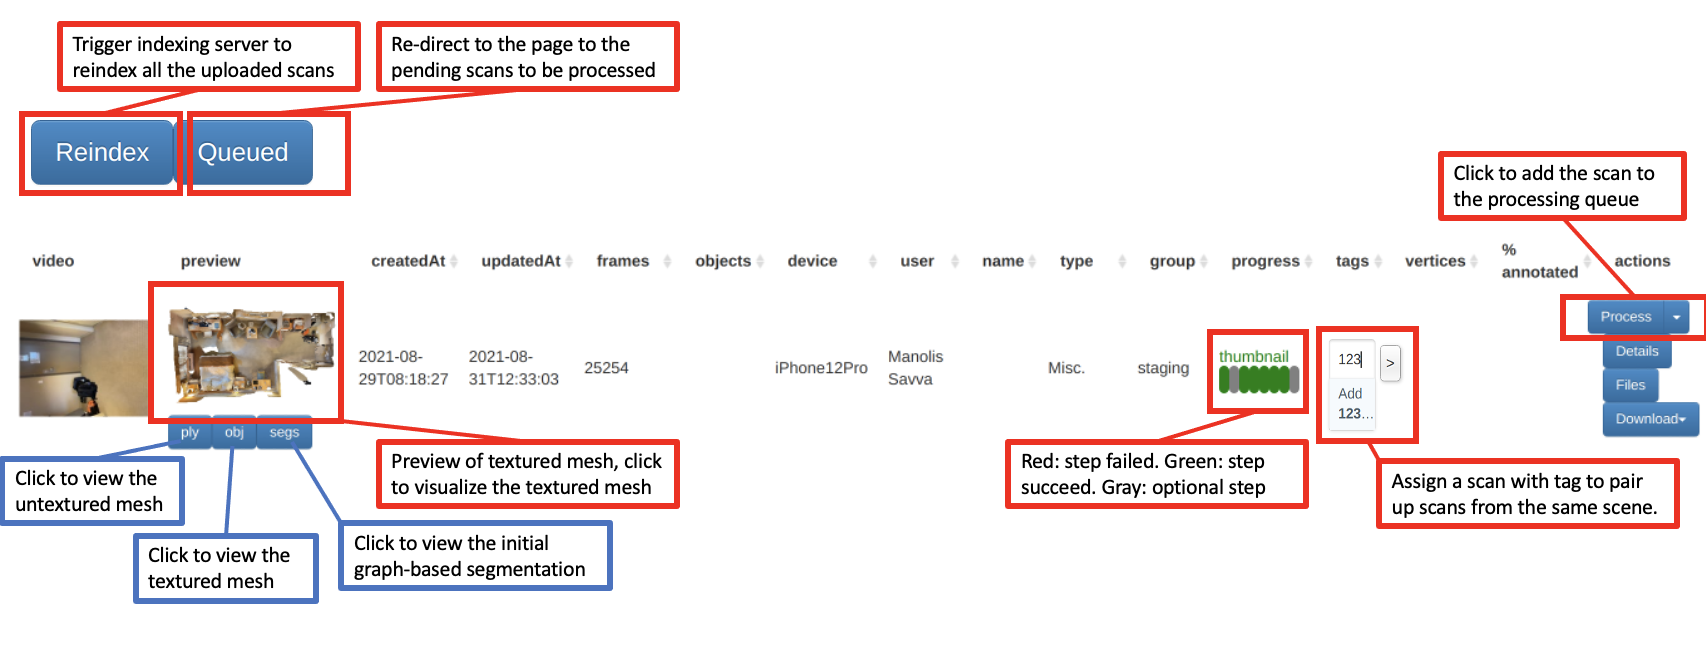 Trigger indexing server to
reindex all the uploaded scans
Re-direct to the page to the
pending scans to be processed
Reindex
Queued
Click to add the scan to
the processing queue
video
preview
createdAt
updatedAt
frames
objects
device
user
name
type
group
progress
tags
vertices
%
annotated
actions
2021-08-
29T08:18:27
2021-08-
31T12:33:03
25254
iPhone12Pro
Manolis
Savva
Misc.
staging
thumbnail
123
>
Add
123...
Process
Details
Files
Download
ply
obj
segs
Click to view the
untextured mesh
Click to view the
textured mesh
Click to view the initial
graph-based segmentation
Preview of textured mesh, click
to visualize the textured mesh
Red: step failed. Green: step
succeed. Gray: optional step
Assign a scan with tag to pair
up scans from the same scene.